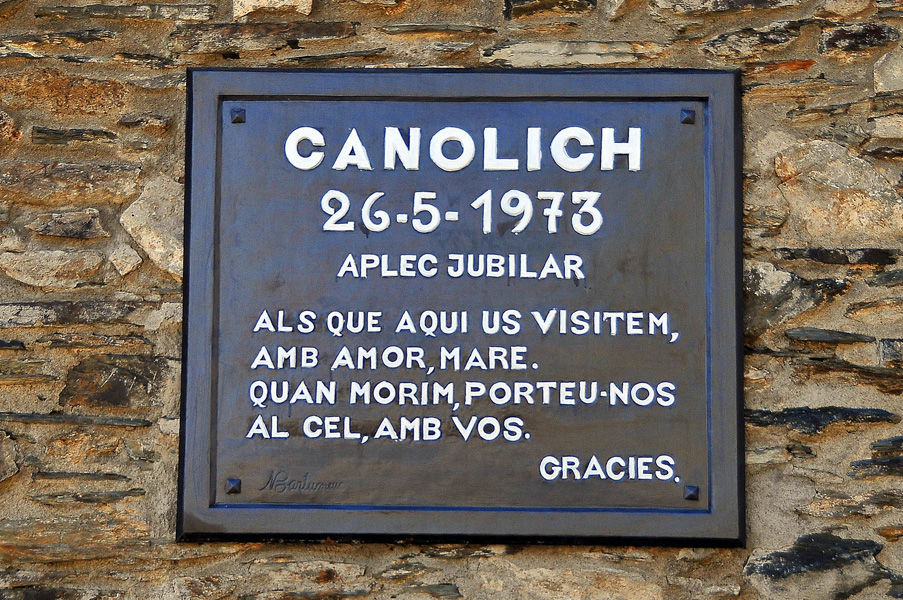 CANOLICH
26-5-1973
APLEC JUBILAR
ALS QUE AQUI US VISITEM,
AMB AMOR, MARE.
QUAN MORIM, PORTEU-NOS
AL CEL, AMB VOS.
GRACIES.